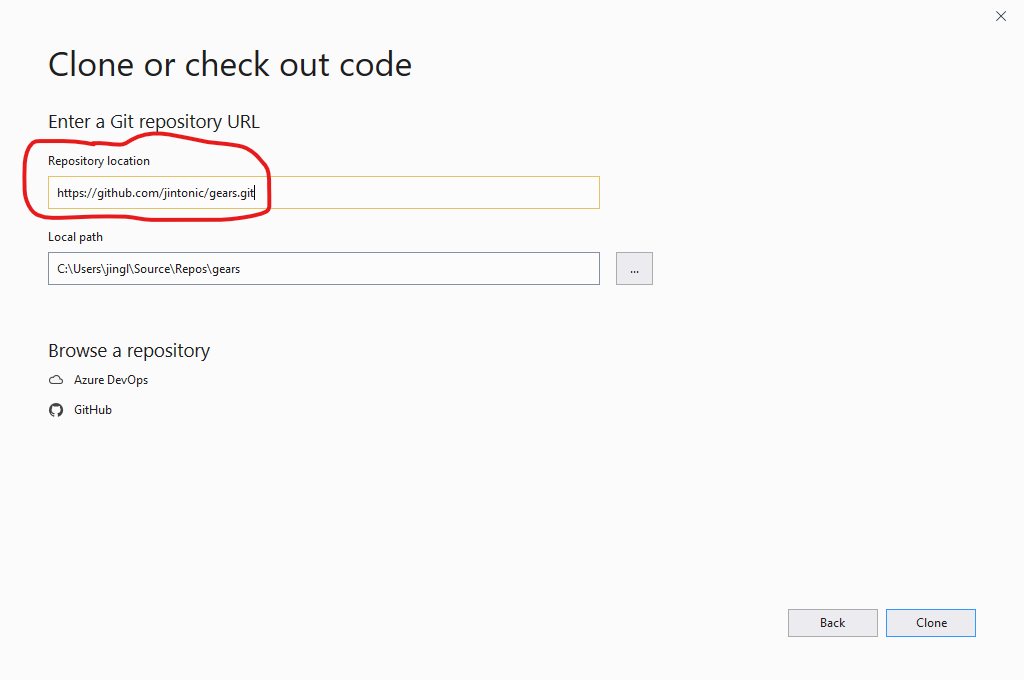 Clone or check out code
Enter a Git repository URL
Repository location
https://github.com/jintonic/gears.git
Local path
C:\Users\jingl\Source\Repos\gears
...
Browse a repository
Azure DevOps
GitHub
Back
Clone